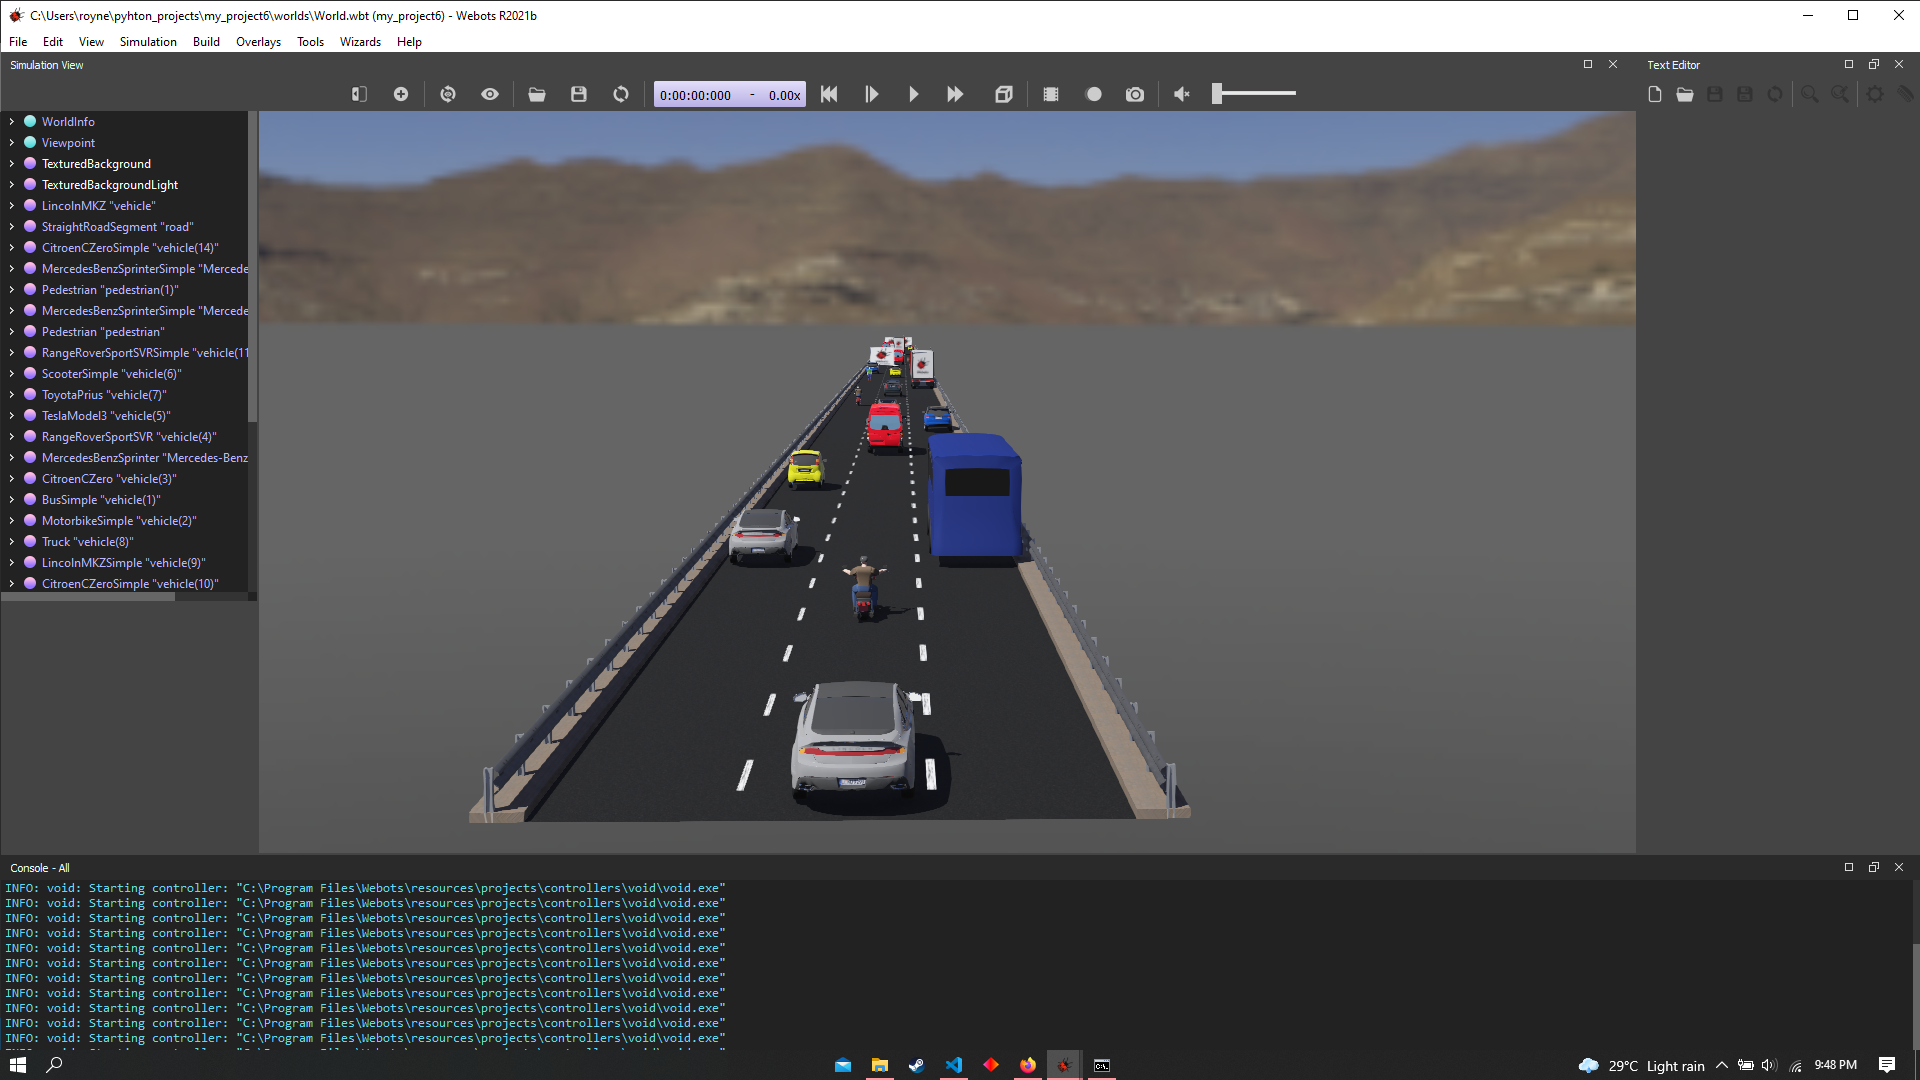 C:\Users\royne\pyhton_projects\my_project6\worlds\World.wbt (my_project6) - Webots R2021b
File Edit View Simulation Build Overlays Tools Wizards Help
Simulation View
Text Editor
0:00:00:000 - 0.00x
WorldInfo
Viewpoint
TexturedBackground
TexturedBackgroundLight
LincolnMKZ "vehicle"
StraightRoadSegment "road"
CitroenCZeroSimple "vehicle(14)"
MercedesBenzSprinterSimple "Mercede
Pedestrian "pedestrian(1)"
MercedesBenzSprinterSimple "Mercede
Pedestrian "pedestrian"
RangeRoverSportSVRSimple "vehicle(11
ScooterSimple "vehicle(6)"
ToyotaPrius "vehicle(7)"
TeslaModel3 "vehicle(5)"
RangeRoverSportSVR "vehicle(4)"
MercedesBenzSprinter "Mercedes-Benz
CitroenCZero "vehicle(3)"
BusSimple "vehicle(1)"
MotorbikeSimple "vehicle(2)"
Truck "vehicle(8)"
LincolnMKZSimple "vehicle(9)"
CitroenCZeroSimple "vehicle(10)"
Console - All
INFO: void: Starting controller: "C:\Program Files\Webots\resources\projects\controllers\void\void.exe"
INFO: void: Starting controller: "C:\Program Files\Webots\resources\projects\controllers\void\void.exe"
INFO: void: Starting controller: "C:\Program Files\Webots\resources\projects\controllers\void\void.exe"
INFO: void: Starting controller: "C:\Program Files\Webots\resources\projects\controllers\void\void.exe"
INFO: void: Starting controller: "C:\Program Files\Webots\resources\projects\controllers\void\void.exe"
INFO: void: Starting controller: "C:\Program Files\Webots\resources\projects\controllers\void\void.exe"
INFO: void: Starting controller: "C:\Program Files\Webots\resources\projects\controllers\void\void.exe"
INFO: void: Starting controller: "C:\Program Files\Webots\resources\projects\controllers\void\void.exe"
INFO: void: Starting controller: "C:\Program Files\Webots\resources\projects\controllers\void\void.exe"
INFO: void: Starting controller: "C:\Program Files\Webots\resources\projects\controllers\void\void.exe"
INFO: void: Starting controller: "C:\Program Files\Webots\resources\projects\controllers\void\void.exe"
29°C Light rain
9:48 PM